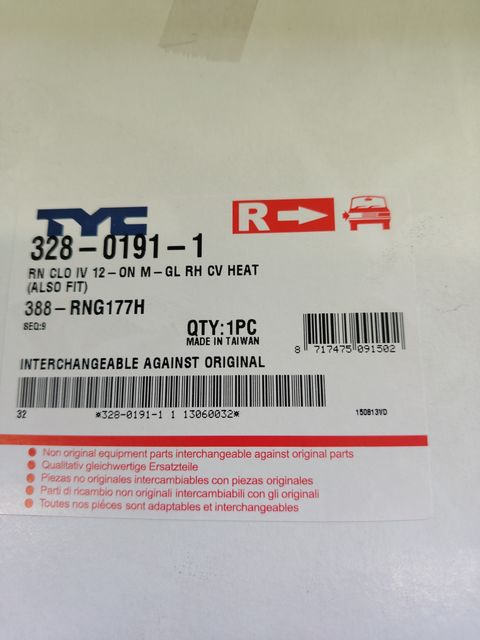 TYC
R
328-0191-1
RN CLO IV 12-ON M-GL RH CV HEAT
(ALSO FIT)
388-RNG177H
SEQ:9
QTY:1PC
MADE IN TAIWAN
8 717475 091502
INTERCHANGEABLE AGAINST ORIGINAL
32 *328-0191-1 1 13060032* 150813VD
Non original equipment parts interchangeable against original parts
Qualitativ gleichwertige Ersatzteile
Piezas no originales intercambiables con piezas originales
Parti di ricambio non originali intercambiabili con gli originali
Toutes nos pièces sont adaptables et interchangeables